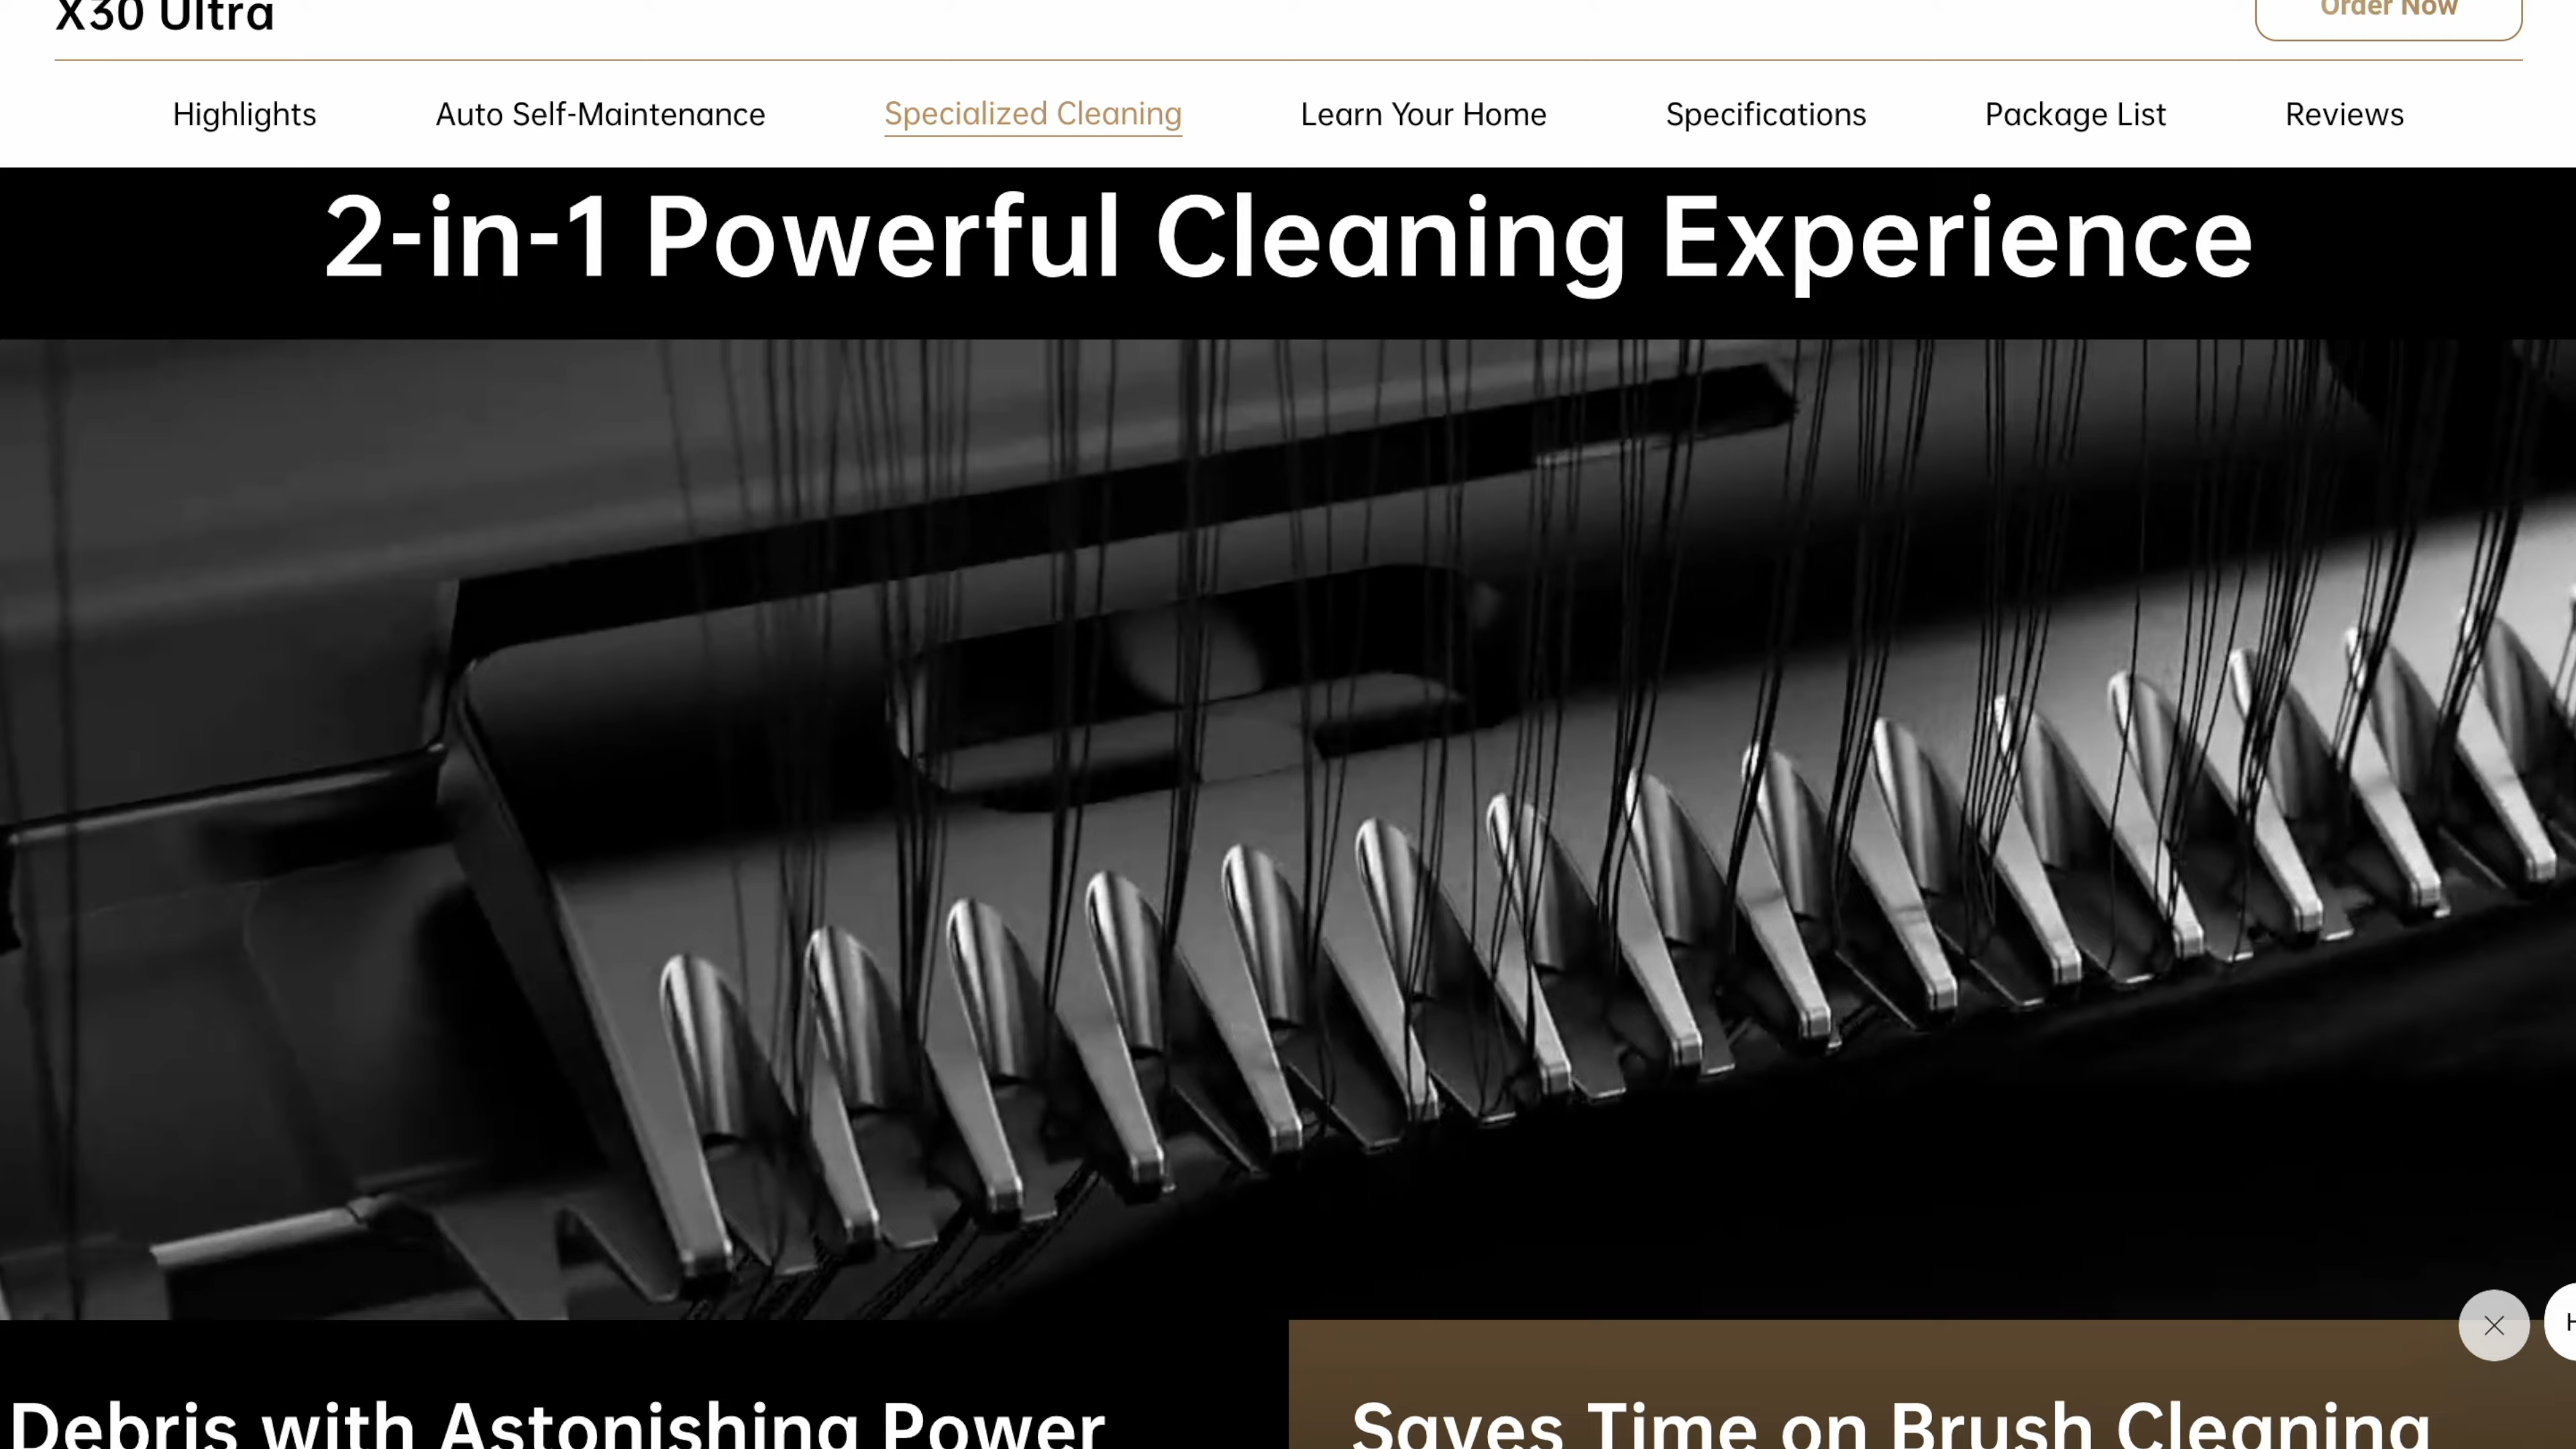 X30 Ultra
Order Now
Highlights
Auto Self-Maintenance
Specialized Cleaning
Learn Your Home
Specifications
Package List
Reviews
2-in-1 Powerful Cleaning Experience
Debris with Astonishing Power
Saves Time on Brush Cleaning